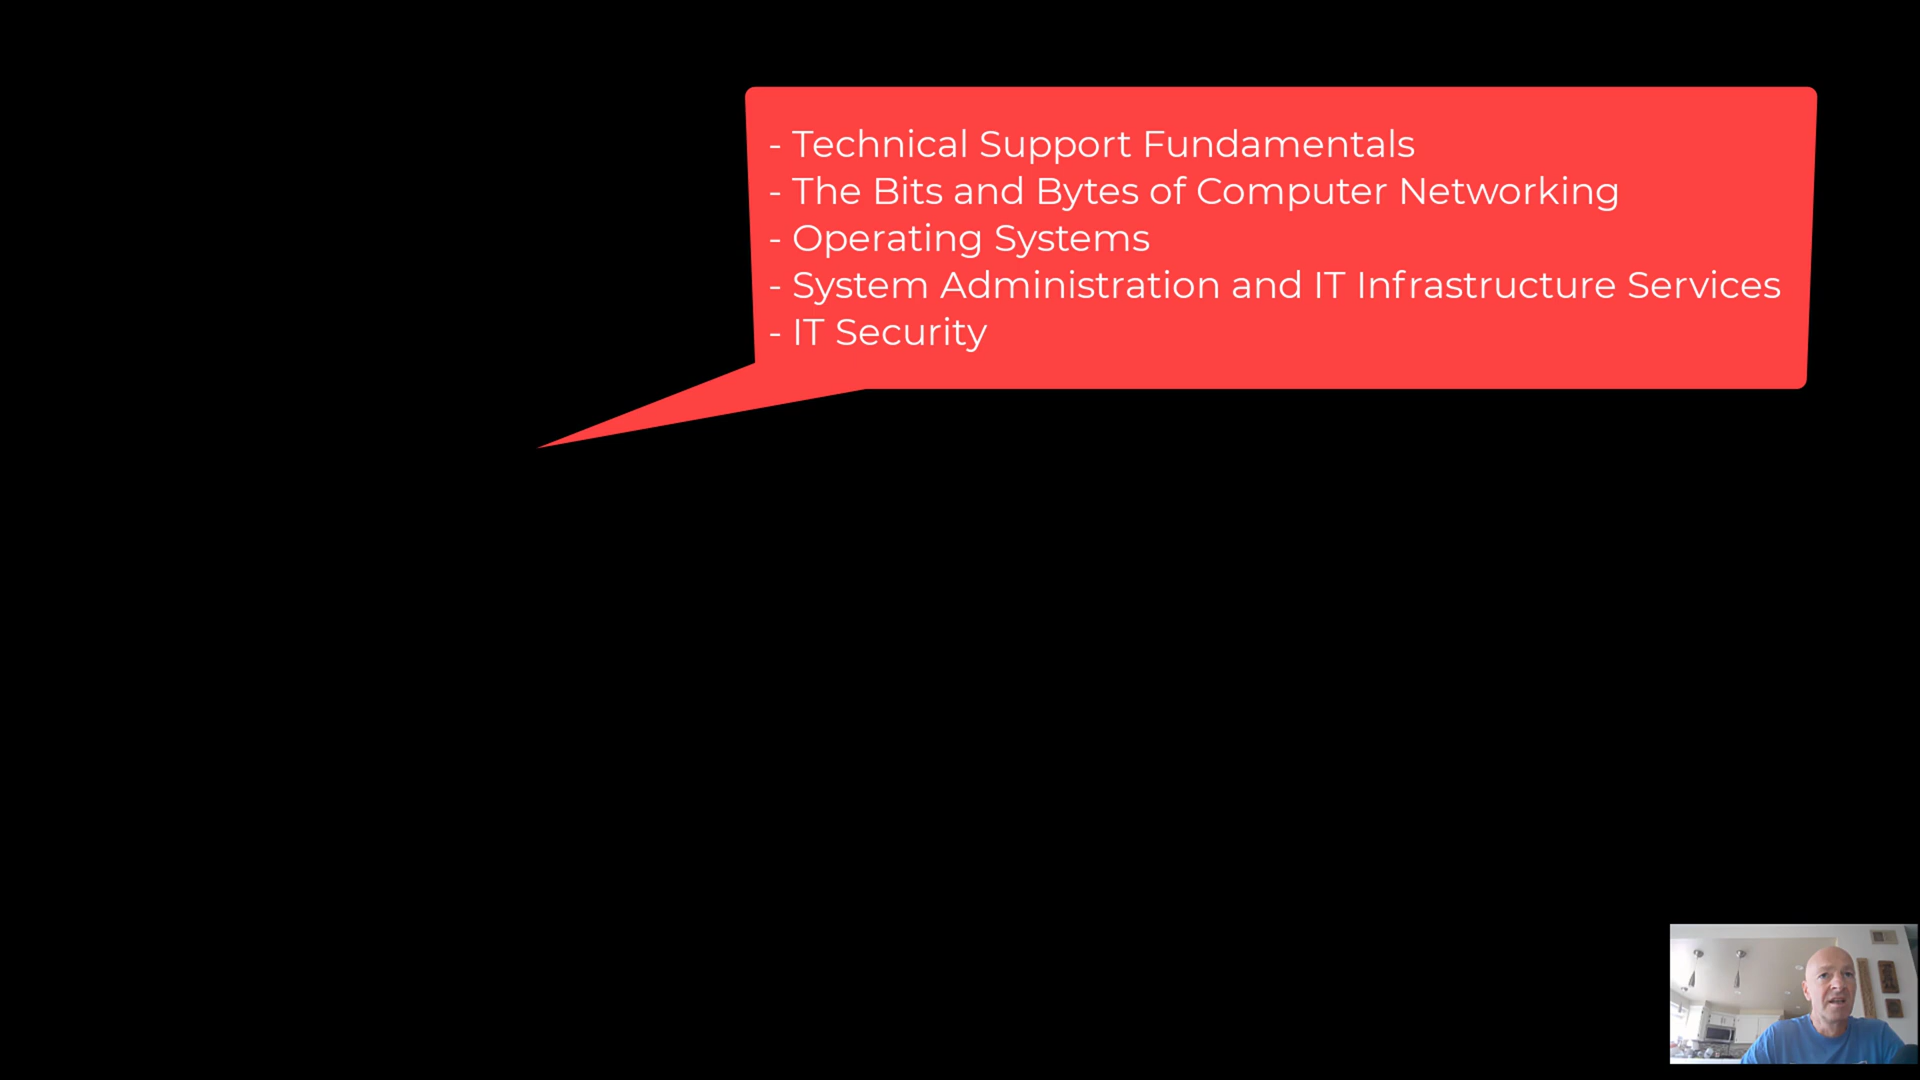 - Technical Support Fundamentals
- The Bits and Bytes of Computer Networking
- Operating Systems
- System Administration and IT Infrastructure Services
- IT Security